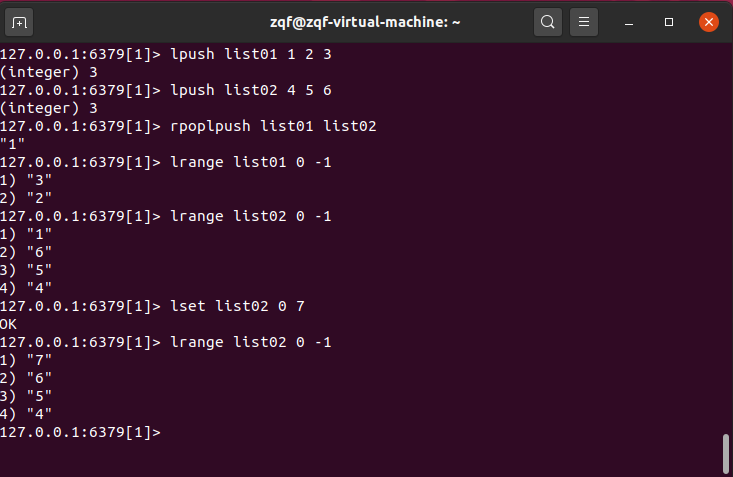 zqf@zqf-virtual-machine: ~
127.0.0.1:6379[1]> lpush list01 1 2 3
(integer) 3
127.0.0.1:6379[1]> lpush list02 4 5 6
(integer) 3
127.0.0.1:6379[1]> rpoplpush list01 list02
"1"
127.0.0.1:6379[1]> lrange list01 0 -1
1) "3"
2) "2"
127.0.0.1:6379[1]> lrange list02 0 -1
1) "1"
2) "6"
3) "5"
4) "4"
127.0.0.1:6379[1]> lset list02 0 7
OK
127.0.0.1:6379[1]> lrange list02 0 -1
1) "7"
2) "6"
3) "5"
4) "4"
127.0.0.1:6379[1]>